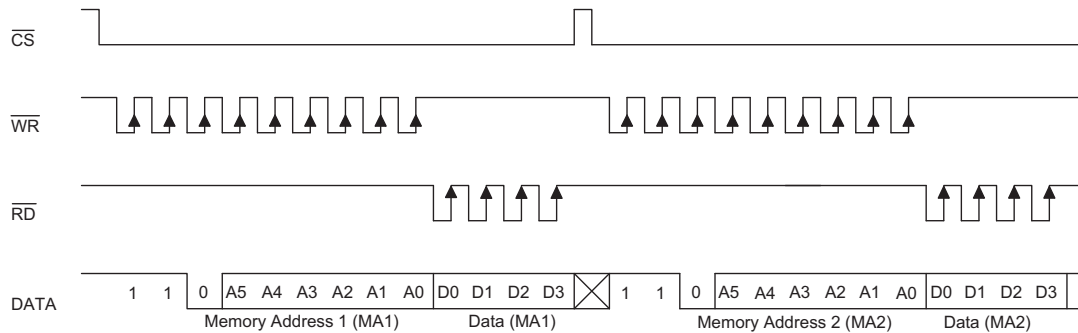 CS
WR
RD
DATA 1 1 0 A5 A4 A3 A2 A1 A0 D0 D1 D2 D3 1 1 0 A5 A4 A3 A2 A1 A0 D0 D1 D2 D3
Memory Address 1 (MA1) Data (MA1) Memory Address 2 (MA2) Data (MA2)